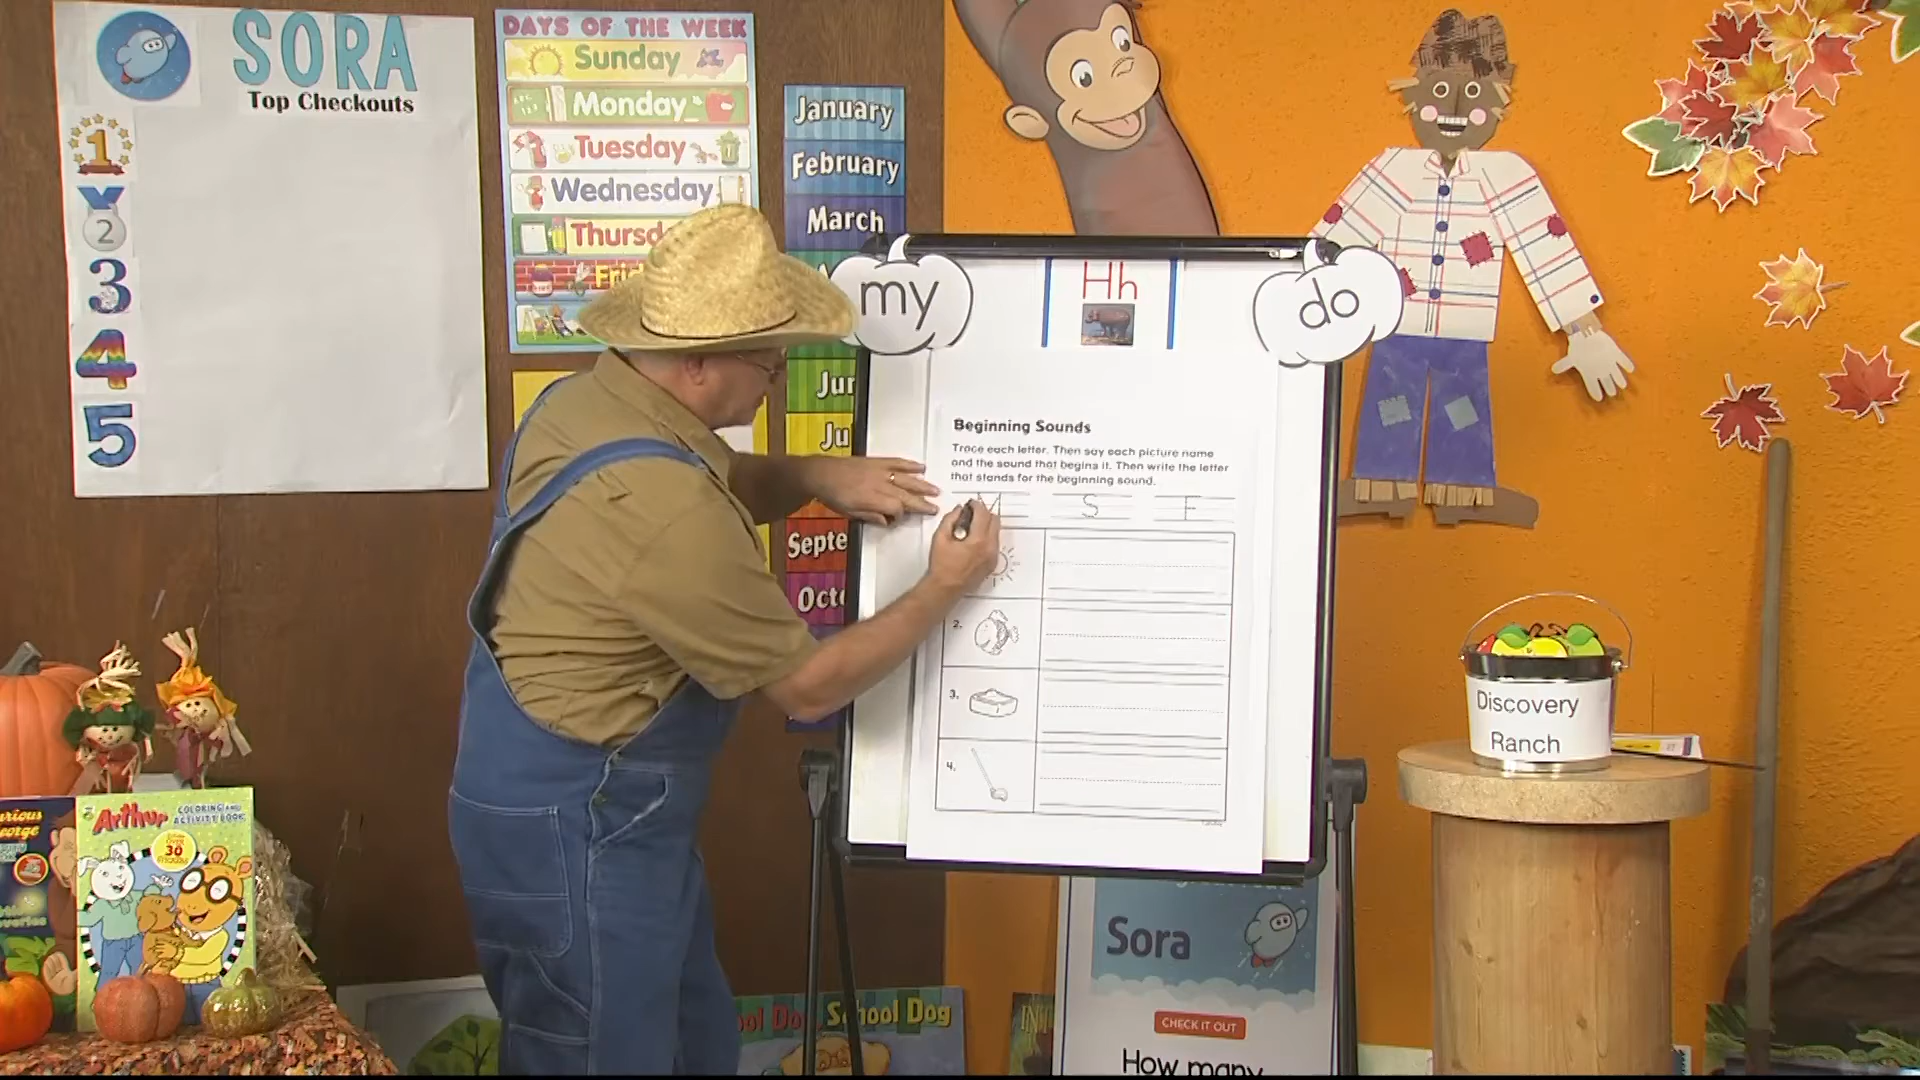 SORA
Top Checkouts
1
2
3
4
5
DAYS OF THE WEEK
Sunday
Monday
Tuesday
Wednesday
January
February
March
Septe
my
Hh
do
Beginning Sounds
Trace each letter. Then say each picture name
and the sound that begins it. Then write the letter
that stands for the beginning sound.
M S F
2.
3.
4.
Discovery
Ranch
Arthur
COLORING AND
ACTIVITY BOOK
30
School Dog
Sora
CHECK IT OUT
How many